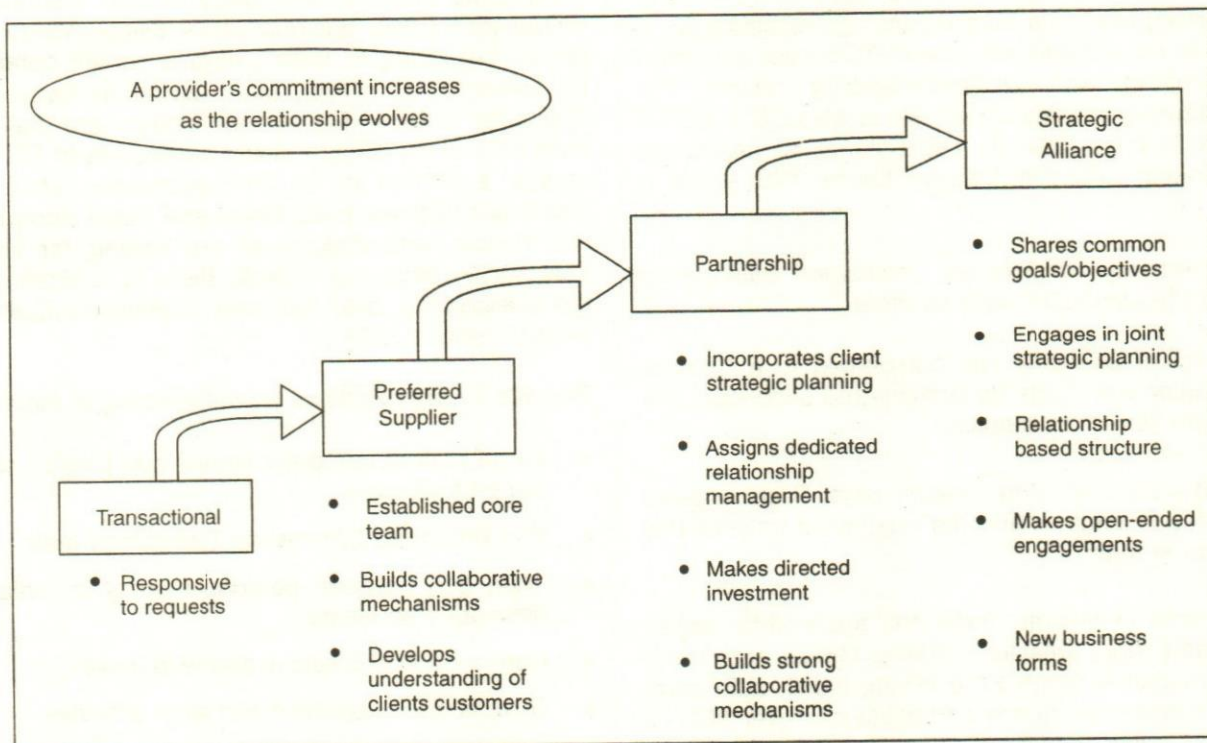 A provider's commitment increases
as the relationship evolves
Transactional
• Responsive
to requests
Preferred
Supplier
• Established core
team
• Builds collaborative
mechanisms
• Develops
understanding of
clients customers
Partnership
• Incorporates client
strategic planning
• Assigns dedicated
relationship
management
• Makes directed
investment
• Builds strong
collaborative
mechanisms
Strategic
Alliance
• Shares common
goals/objectives
• Engages in joint
strategic planning
• Relationship
based structure
• Makes open-ended
engagements
• New business
forms